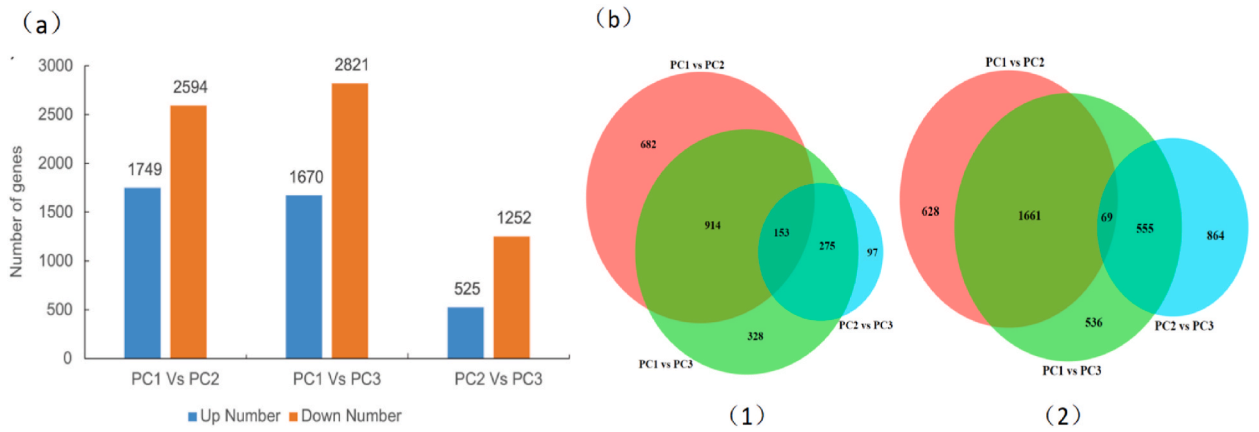 (a)
3000
2500
2000
1500
1000
500
0
Number of genes
1749
2594
1670
2821
525
1252
PC1 Vs PC2
PC1 Vs PC3
PC2 Vs PC3
Up Number
Down Number
(b)
PC1 vs PC2
682
914
153
275
97
328
PC2 vs PC3
PC1 vs PC3
(1)
PC1 vs PC2
628
1661
69
555
864
536
PC2 vs PC3
PC1 vs PC3
(2)